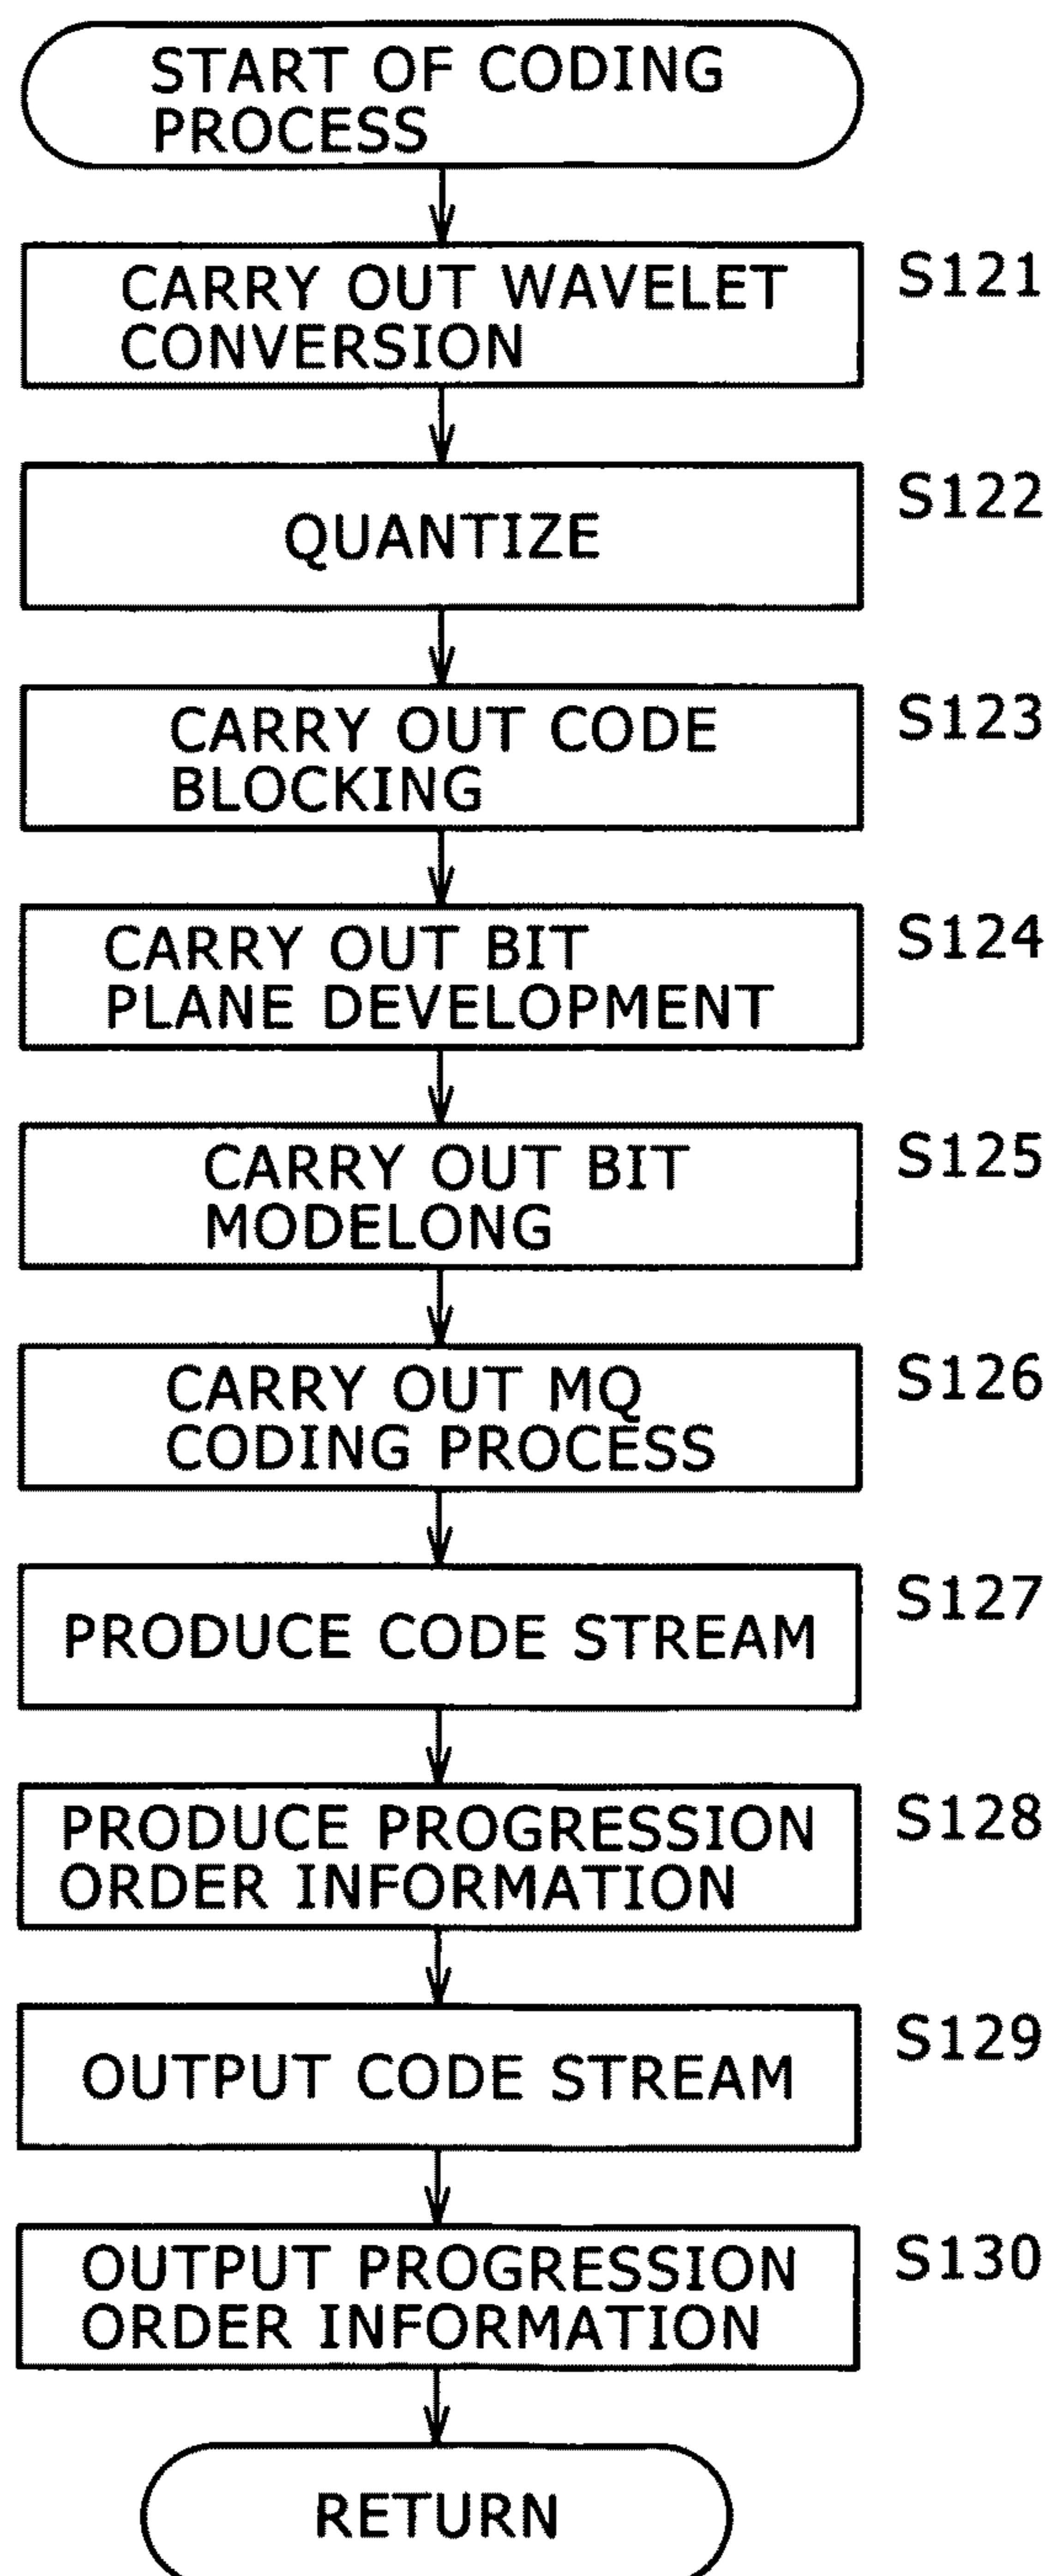 START OF CODING
PROCESS
CARRY OUT WAVELET
CONVERSION
S121
QUANTIZE
S122
CARRY OUT CODE
BLOCKING
S123
CARRY OUT BIT
PLANE DEVELOPMENT
S124
CARRY OUT BIT
MODELONG
S125
CARRY OUT MQ
CODING PROCESS
S126
PRODUCE CODE STREAM
S127
PRODUCE PROGRESSION
ORDER INFORMATION
S128
OUTPUT CODE STREAM
S129
OUTPUT PROGRESSION
ORDER INFORMATION
S130
RETURN